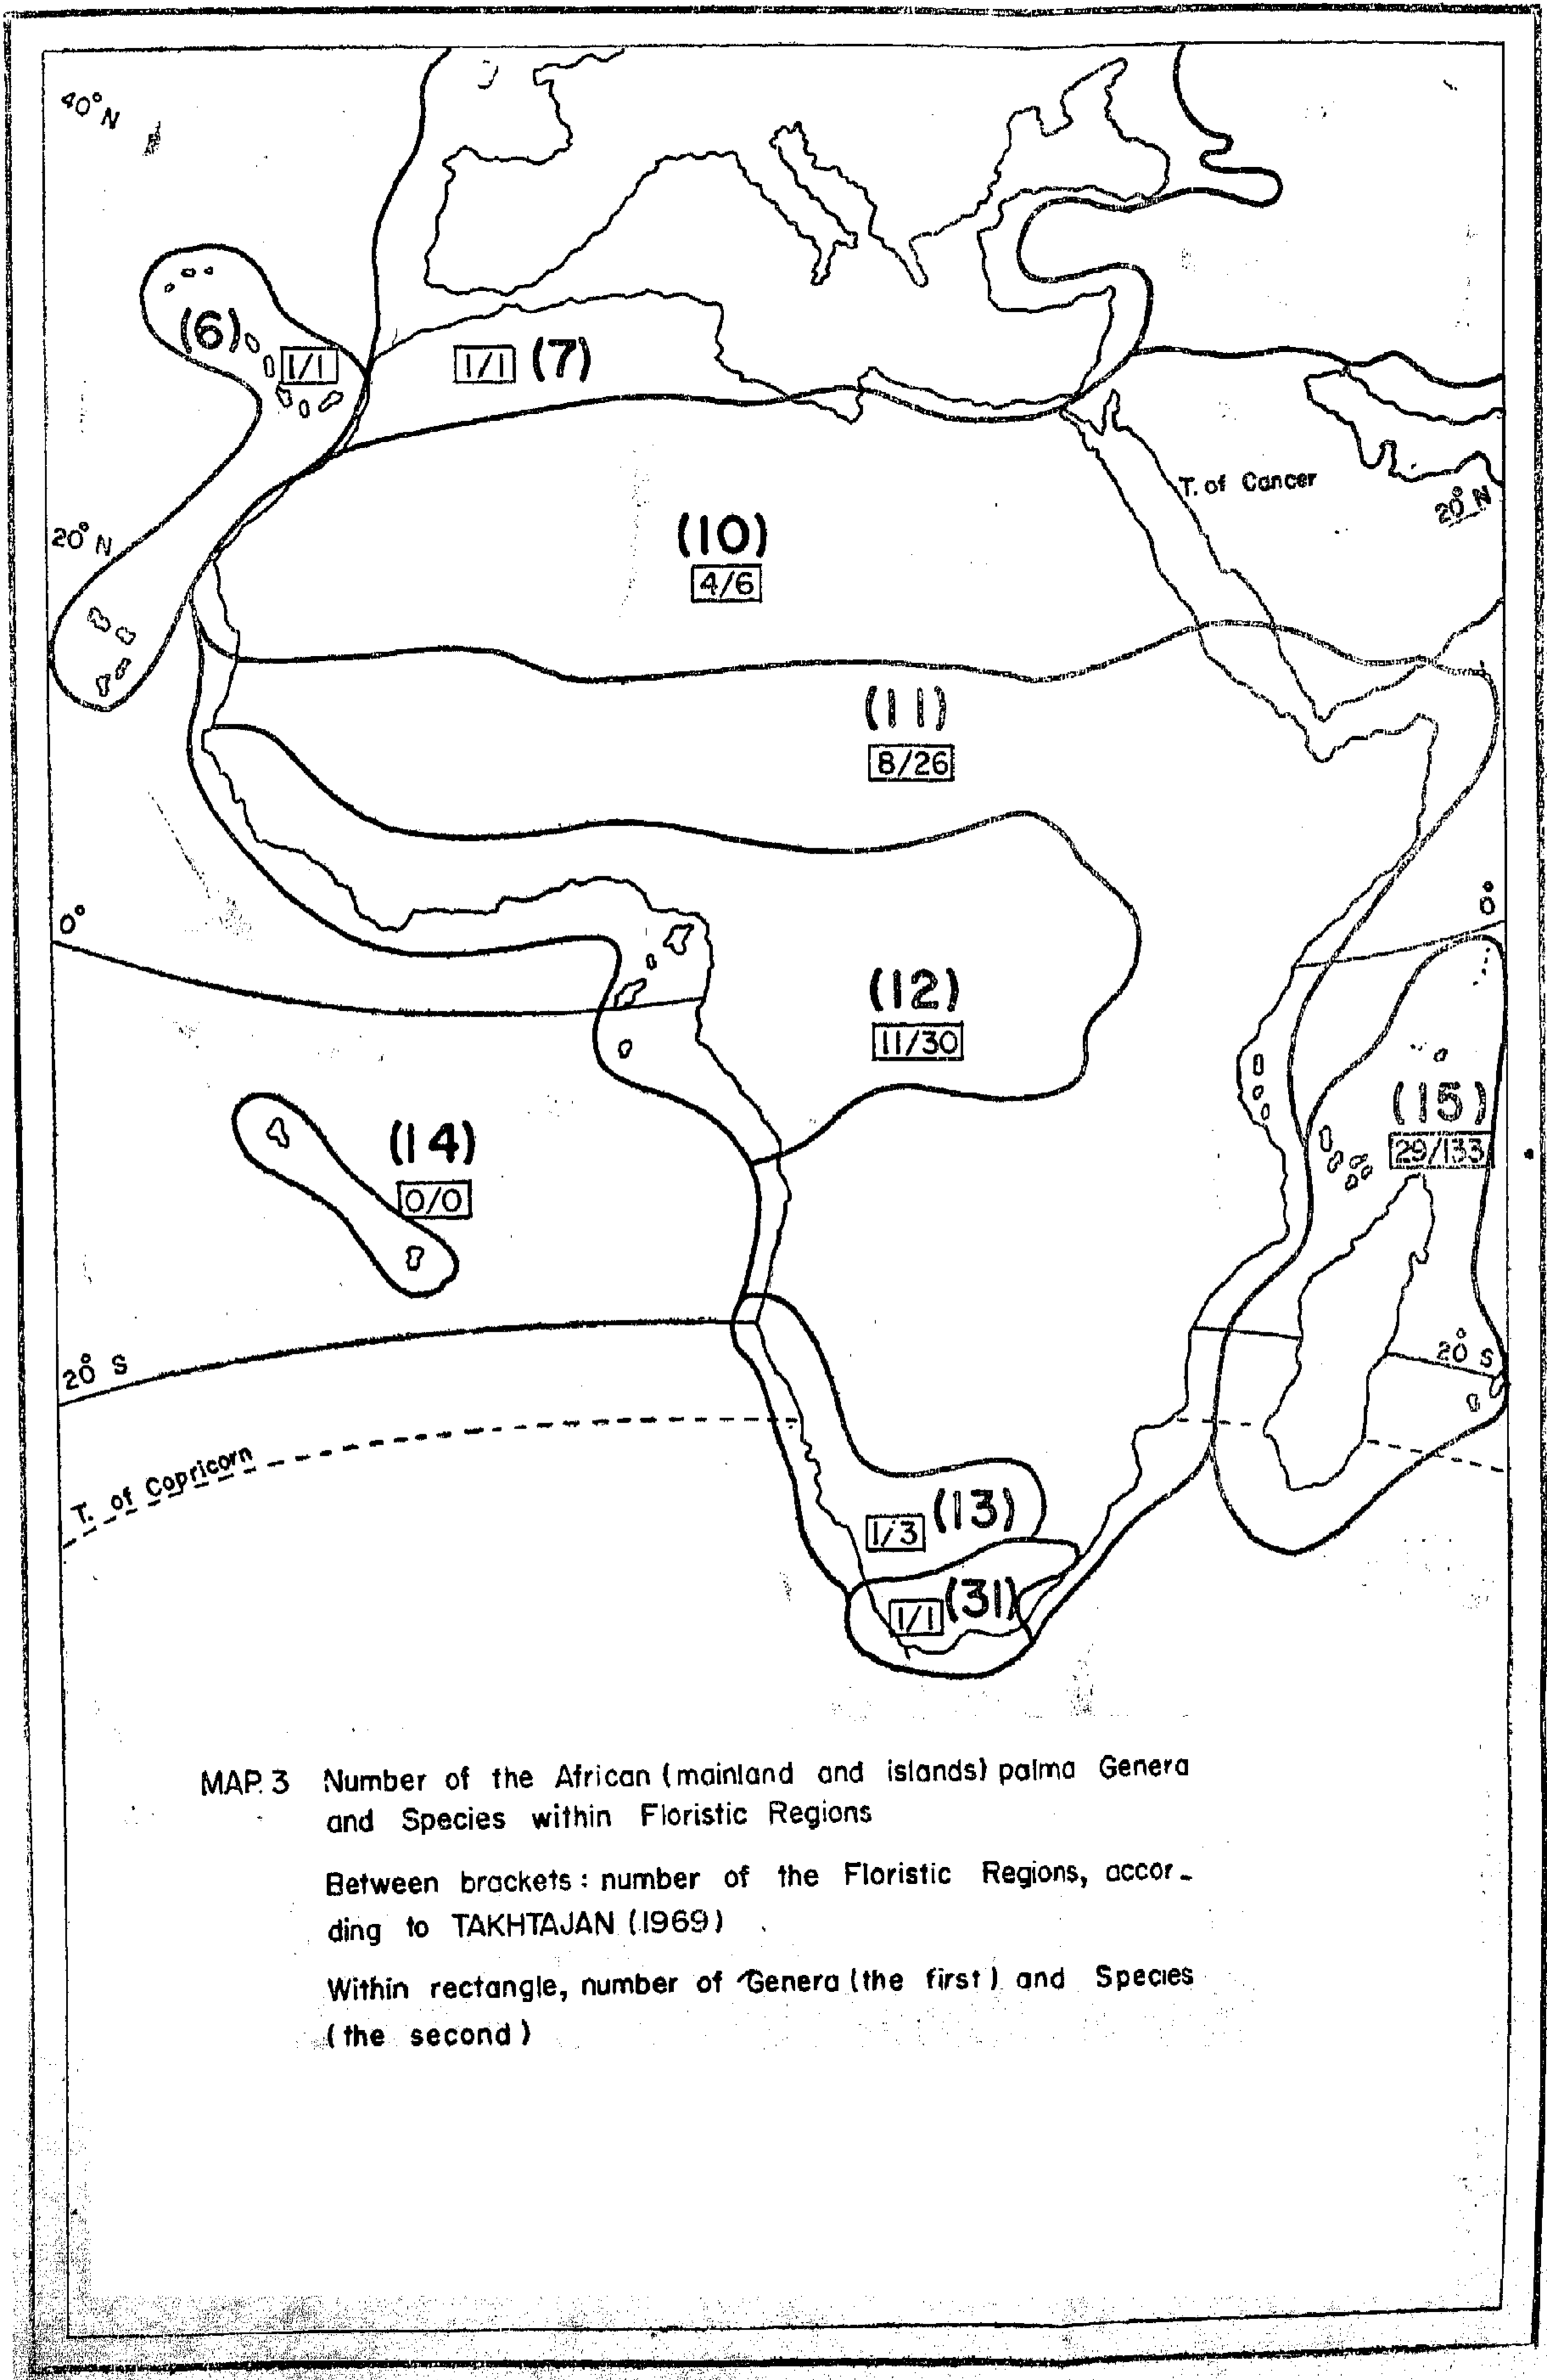 40° N
(6)
1/1
1/1 (7)
T. of Cancer
20° N
20° N
(10)
4/6
(11)
8/26
0°
0°
(12)
11/30
(14)
0/0
(15)
29/133
20° S
20° S
T. of Copricorn
1/3 (13)
1/1 (31)
MAP. 3 Number of the African (mainland and islands) palma Genera
and Species within Floristic Regions
Between brackets : number of the Floristic Regions, accor-
ding to TAKHTAJAN (1969)
Within rectangle, number of Genera (the first) and Species
(the second)